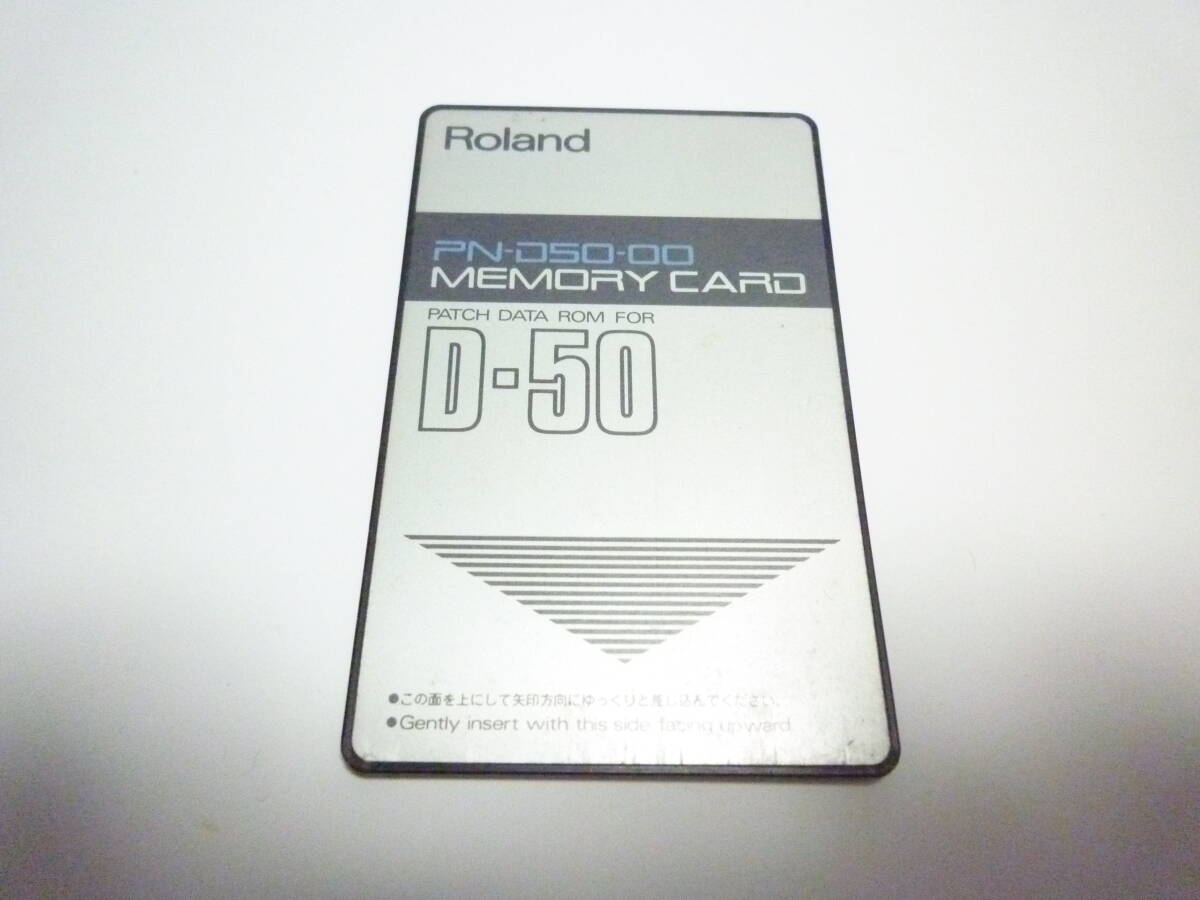 Roland
PN-D50-00
MEMORY CARD
PATCH DATA ROM FOR
D-50
●この面を上にして矢印方向にゆっくりと差し込んでください。
●Gently insert with this side facing upward.